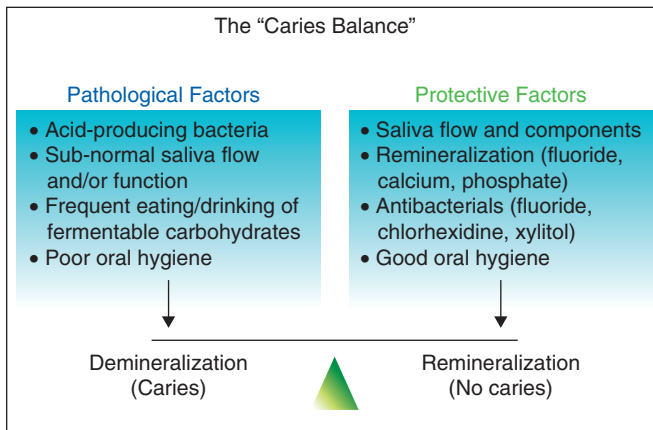 The “Caries Balance”
Pathological Factors
• Acid-producing bacteria
• Sub-normal saliva flow
and/or function
• Frequent eating/drinking of
fermentable carbohydrates
• Poor oral hygiene
Protective Factors
• Saliva flow and components
• Remineralization (fluoride,
calcium, phosphate)
• Antibacterials (fluoride,
chlorhexidine, xylitol)
• Good oral hygiene
Demineralization
(Caries)
Remineralization
(No caries)